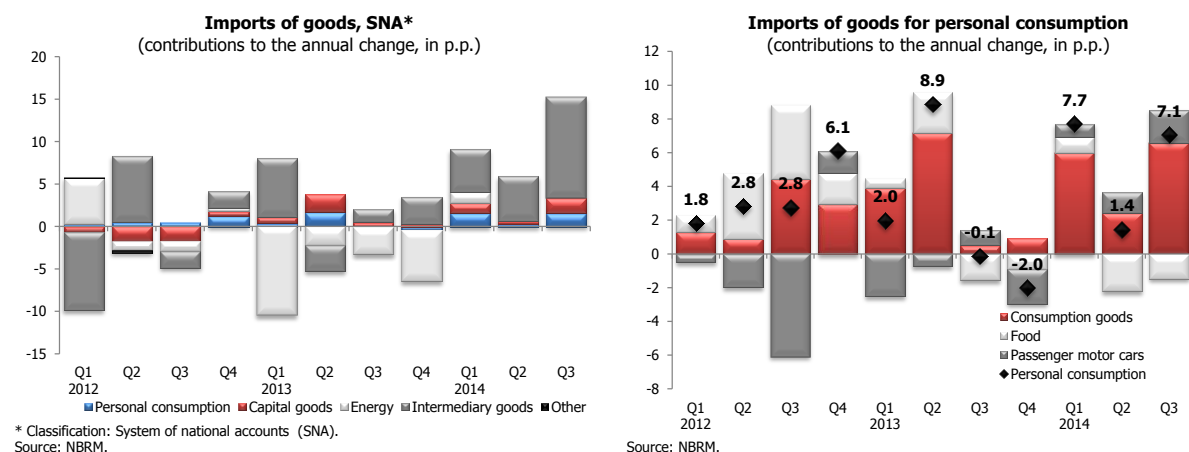 Imports of goods, SNA*
(contributions to the annual change, in p.p.)
20
15
10
5
0
-5
-10
-15
Q1 Q2 Q3 Q4 Q1 Q2 Q3 Q4 Q1 Q2 Q3
2012 2013 2014
Personal consumption Capital goods Energy Intermediary goods Other
* Classification: System of national accounts (SNA).
Source: NBRM.
Imports of goods for personal consumption
(contributions to the annual change, in p.p.)
12
10
8
6
4
2
0
-2
-4
-6
-8
1.8 2.8 2.8 6.1 2.0 8.9 -0.1 -2.0 7.7 1.4 7.1
Consumption goods
Food
Passenger motor cars
Personal consumption
Q1 Q2 Q3 Q4 Q1 Q2 Q3 Q4 Q1 Q2 Q3
2012 2013 2014
Source: NBRM.